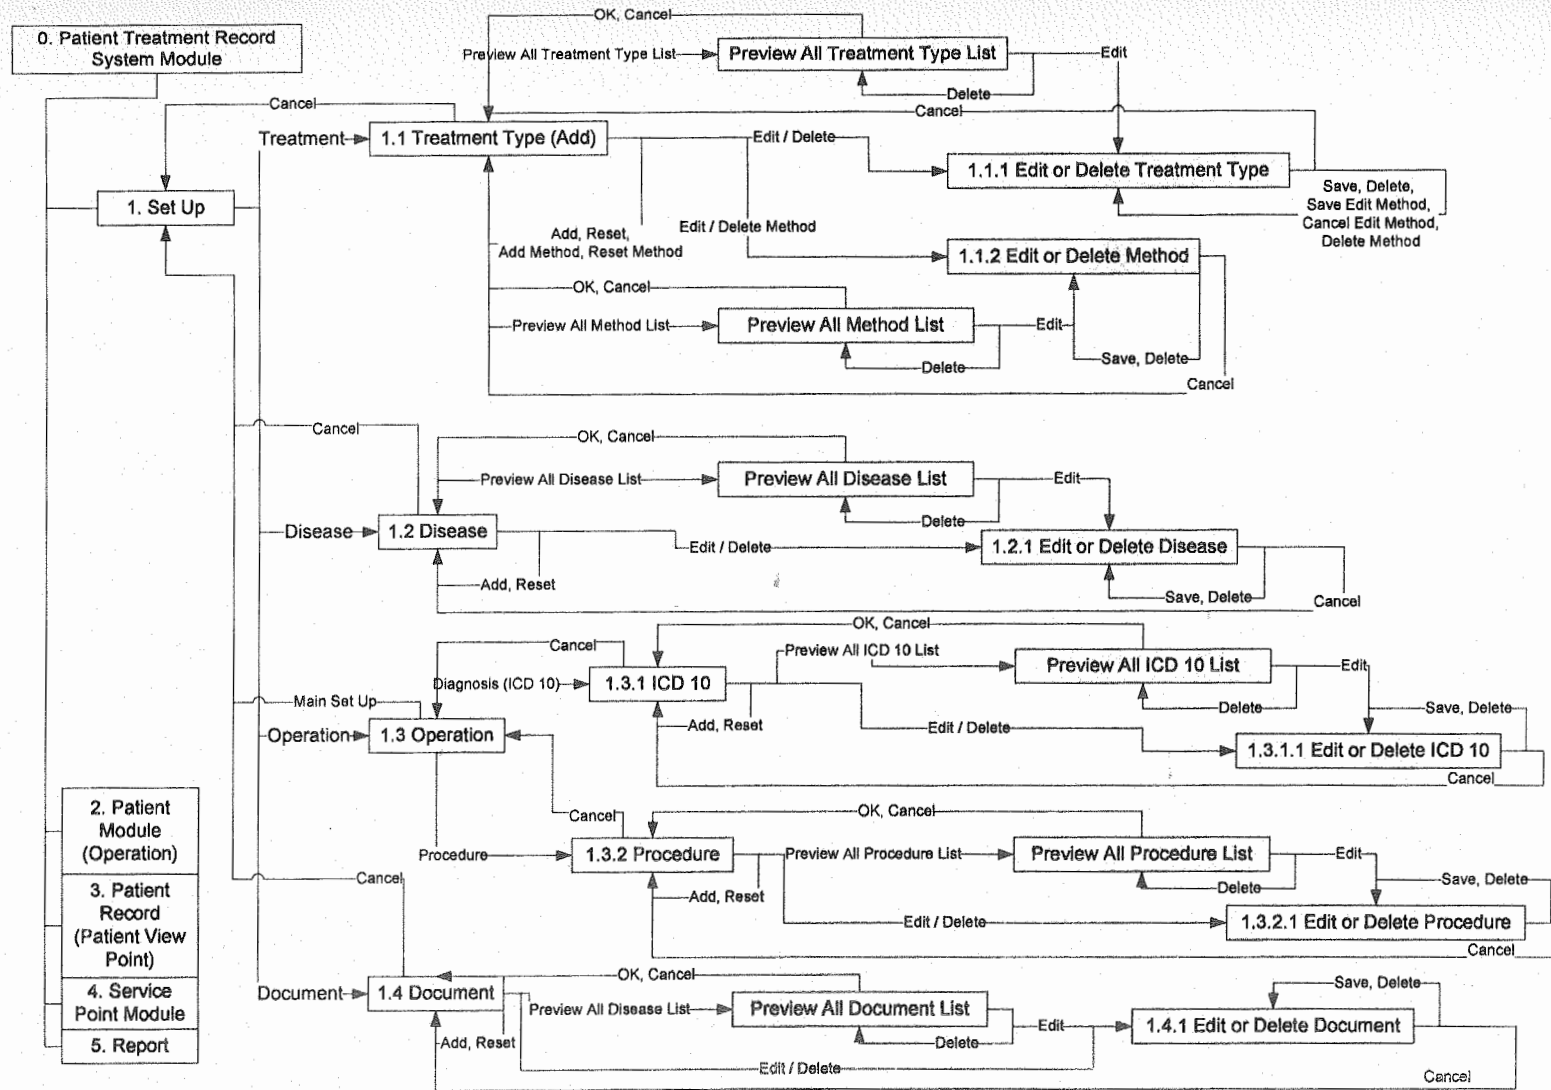 OK, Cancel
0. Patient Treatment Record
System Module
Preview All Treatment Type List
Preview All Treatment Type List
Edit
Delete
Cancel
Cancel
Treatment
1.1 Treatment Type (Add)
Edit / Delete
1.1.1 Edit or Delete Treatment Type
Save, Delete,
Save Edit Method,
Cancel Edit Method,
Delete Method
1. Set Up
Add, Reset,
Add Method, Reset Method
Edit / Delete Method
1.1.2 Edit or Delete Method
OK, Cancel
Preview All Method List
Preview All Method List
Edit
Delete
Save, Delete
Cancel
Cancel
OK, Cancel
Preview All Disease List
Preview All Disease List
Edit
Delete
Disease
1.2 Disease
Edit / Delete
1.2.1 Edit or Delete Disease
Add, Reset
Save, Delete
Cancel
OK, Cancel
Cancel
Preview All ICD 10 List
Preview All ICD 10 List
Edit
Diagnosis (ICD 10)
1.3.1 ICD 10
Delete
Save, Delete
Main Set Up
Add, Reset
Edit / Delete
Operation
1.3 Operation
1.3.1.1 Edit or Delete ICD 10
Cancel
2. Patient
Module
(Operation)
OK, Cancel
Cancel
Procedure
1.3.2 Procedure
Preview All Procedure List
Preview All Procedure List
Edit
Delete
Save, Delete
Cancel
Add, Reset
Edit / Delete
1.3.2.1 Edit or Delete Procedure
Cancel
3. Patient
Record
(Patient View
Point)
OK, Cancel
Document
1.4 Document
Preview All Disease List
Preview All Document List
Save, Delete
4. Service
Point Module
Edit
1.4.1 Edit or Delete Document
5. Report
Add, Reset
Delete
Edit / Delete
Cancel